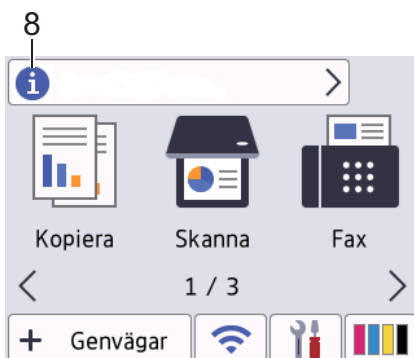 8
i
Kopiera Skanna Fax
1 / 3
+ Genvägar